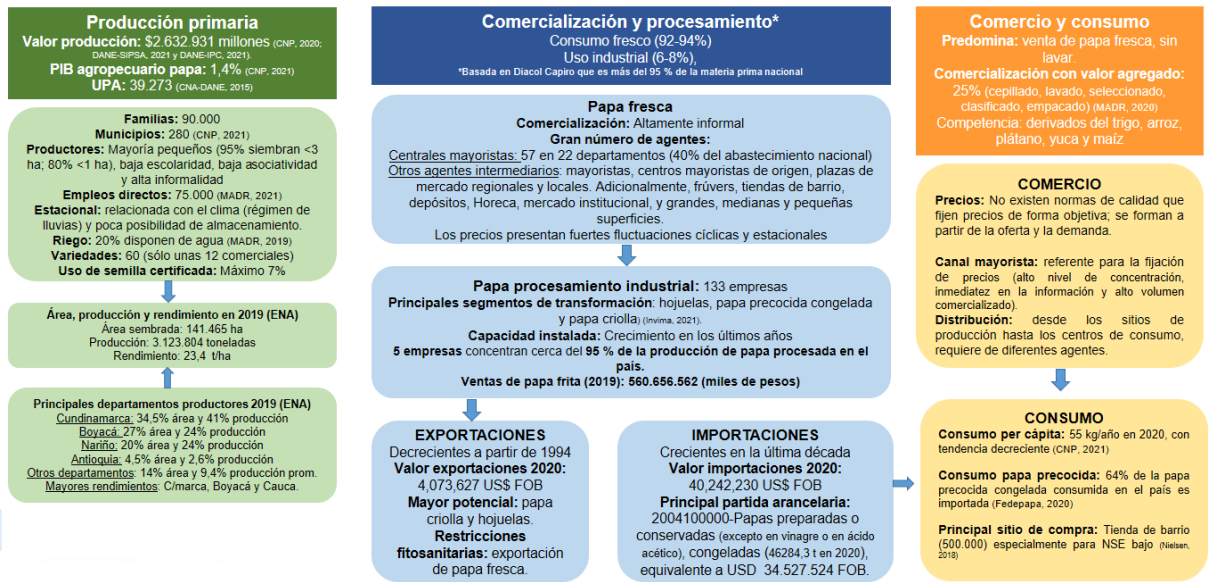 Producción primaria
Valor producción: $2.632.931 millones (CNP, 2020;
DANE-SIPSA, 2021 y DANE-IPC, 2021).
PIB agropecuario papa: 1,4% (CNP, 2021)
UPA: 39.273 (CNA-DANE, 2015)
Familias: 90.000
Municipios: 280 (CNP, 2021)
Productores: Mayoría pequeños (95% siembran <3
ha; 80% <1 ha), baja escolaridad, baja asociatividad
y alta informalidad
Empleos directos: 75.000 (MADR, 2021)
Estacional: relacionada con el clima (régimen de
lluvias) y poca posibilidad de almacenamiento.
Riego: 20% disponen de agua (MADR, 2019)
Variedades: 60 (sólo unas 12 comerciales)
Uso de semilla certificada: Máximo 7%
Área, producción y rendimiento en 2019 (ENA)
Área sembrada: 141.465 ha
Producción: 3.123.804 toneladas
Rendimiento: 23,4 t/ha
Principales departamentos productores 2019 (ENA)
Cundinamarca: 34,5% área y 41% producción
Boyacá: 27% área y 24% producción
Nariño: 20% área y 24% producción
Antioquia: 4,5% área y 2,6% producción
Otros departamentos: 14% área y 9,4% producción prom.
Mayores rendimientos: C/marca, Boyacá y Cauca.
Comercialización y procesamiento*
Consumo fresco (92-94%)
Uso industrial (6-8%),
*Basada en Diacol Capiro que es más del 95 % de la materia prima nacional
Papa fresca
Comercialización: Altamente informal
Gran número de agentes:
Centrales mayoristas: 57 en 22 departamentos (40% del abastecimiento nacional)
Otros agentes intermediarios: mayoristas, centros mayoristas de origen, plazas de
mercado regionales y locales. Adicionalmente, frúvers, tiendas de barrio,
depósitos, Horeca, mercado institucional, y grandes, medianas y pequeñas
superficies.
Los precios presentan fuertes fluctuaciones cíclicas y estacionales
Papa procesamiento industrial: 133 empresas
Principales segmentos de transformación: hojuelas, papa precocida congelada
y papa criolla) (Invima, 2021).
Capacidad instalada: Crecimiento en los últimos años
5 empresas concentran cerca del 95 % de la producción de papa procesada en el
país.
Ventas de papa frita (2019): 560.656.562 (miles de pesos)
EXPORTACIONES
Decrecientes a partir de 1994
Valor exportaciones 2020:
4,073,627 US$ FOB
Mayor potencial: papa
criolla y hojuelas.
Restricciones
fitosanitarias: exportación
de papa fresca.
IMPORTACIONES
Crecientes en la última década
Valor importaciones 2020:
40,242,230 US$ FOB
Principal partida arancelaria:
2004100000-Papas preparadas o
conservadas (excepto en vinagre o en ácido
acético), congeladas (46284,3 t en 2020),
equivalente a USD 34.527.524 FOB.
Comercio y consumo
Predomina: venta de papa fresca, sin
lavar.
Comercialización con valor agregado:
25% (cepillado, lavado, seleccionado,
clasificado, empacado) (MADR, 2020)
Competencia: derivados del trigo, arroz,
plátano, yuca y maíz
COMERCIO
Precios: No existen normas de calidad que
fijen precios de forma objetiva; se forman a
partir de la oferta y la demanda.
Canal mayorista: referente para la fijación
de precios (alto nivel de concentración,
inmediatez en la información y alto volumen
comercializado).
Distribución: desde los sitios de
producción hasta los centros de consumo,
requiere de diferentes agentes.
CONSUMO
Consumo per cápita: 55 kg/año en 2020, con
tendencia decreciente (CNP, 2021)
Consumo papa precocida: 64% de la papa
precocida congelada consumida en el país es
importada (Fedepapa, 2020)
Principal sitio de compra: Tienda de barrio
(500.000) especialmente para NSE bajo (Nielsen,
2018)